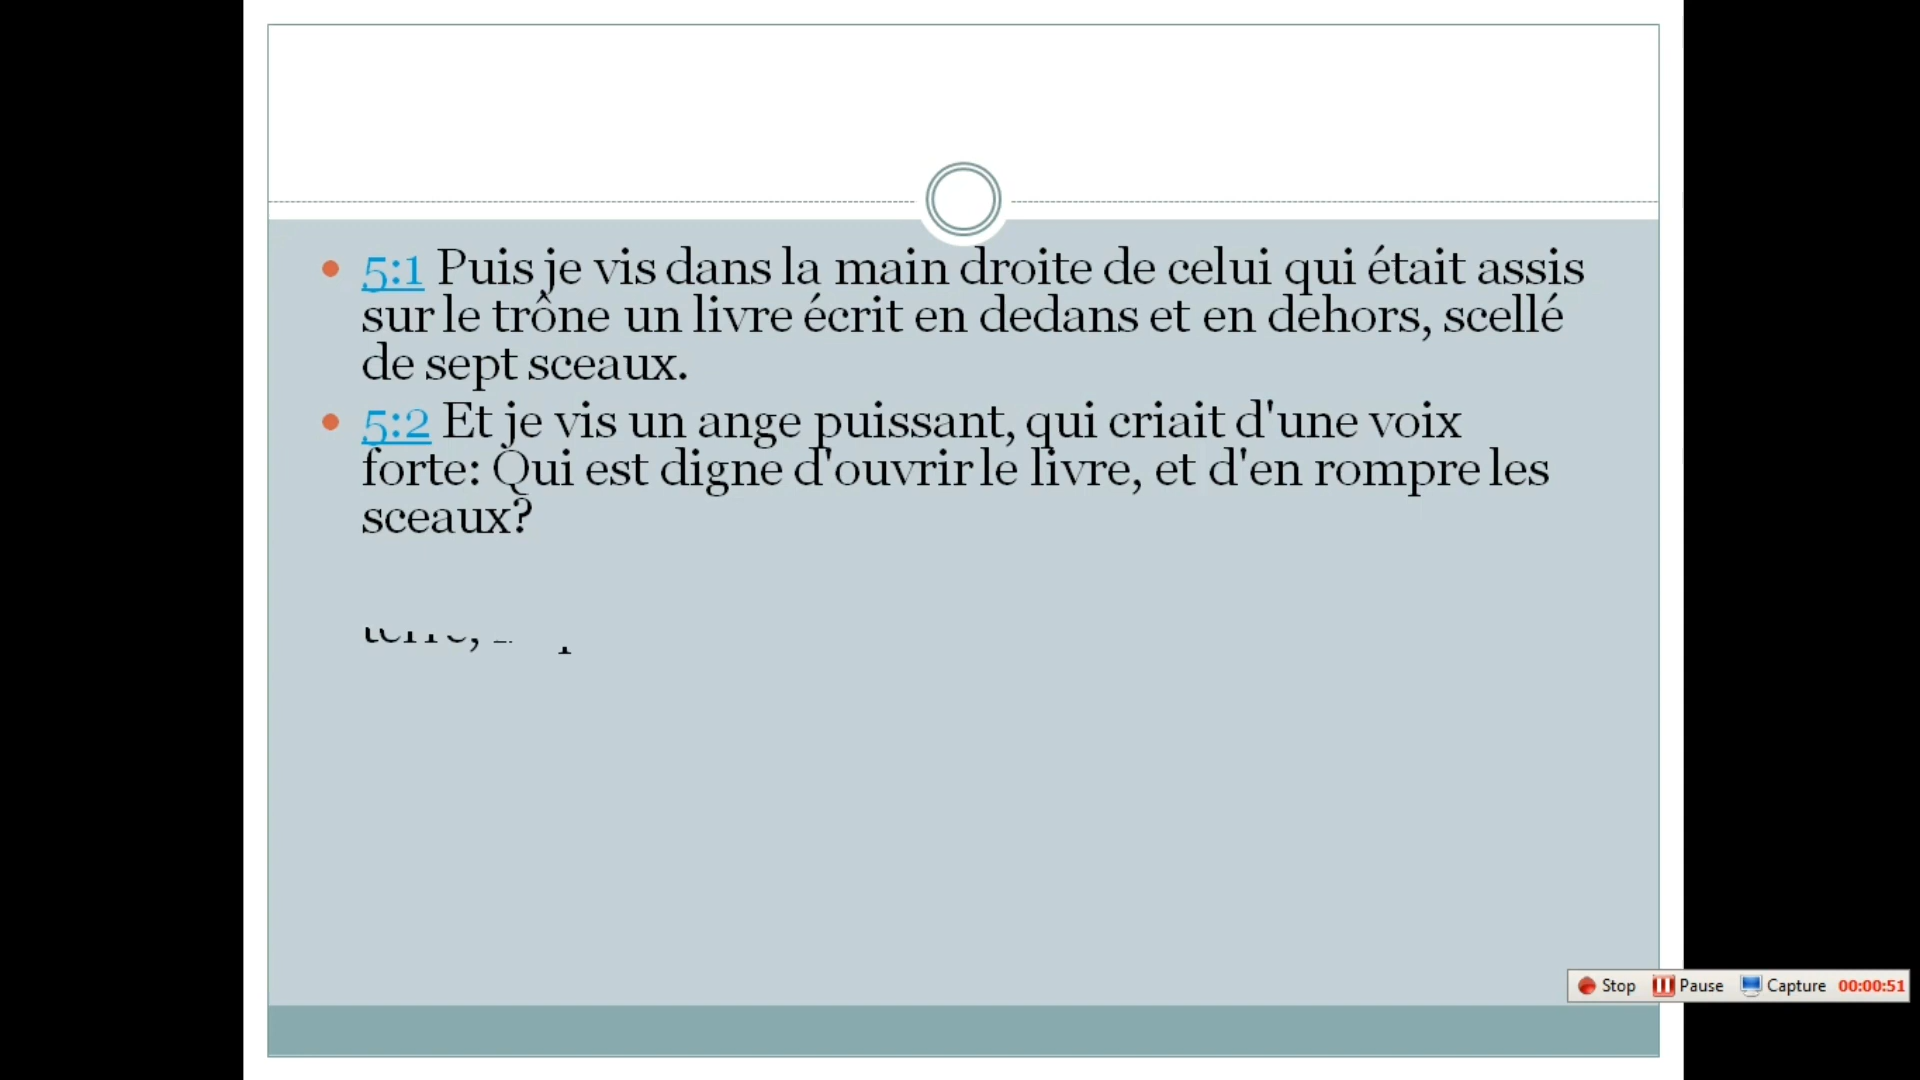 5:1 Puis je vis dans la main droite de celui qui était assis
sur le trône un livre écrit en dedans et en dehors, scellé
de sept sceaux.
5:2 Et je vis un ange puissant, qui criait d'une voix
forte: Qui est digne d'ouvrir le livre, et d'en rompre les
sceaux?
terre,
Stop Pause Capture 00:00:51